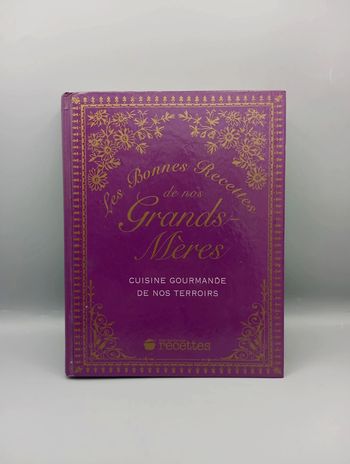 Les Bonnes Recettes
de nos
Grands-
Mères
CUISINE GOURMANDE
DE NOS TERROIRS
recettes